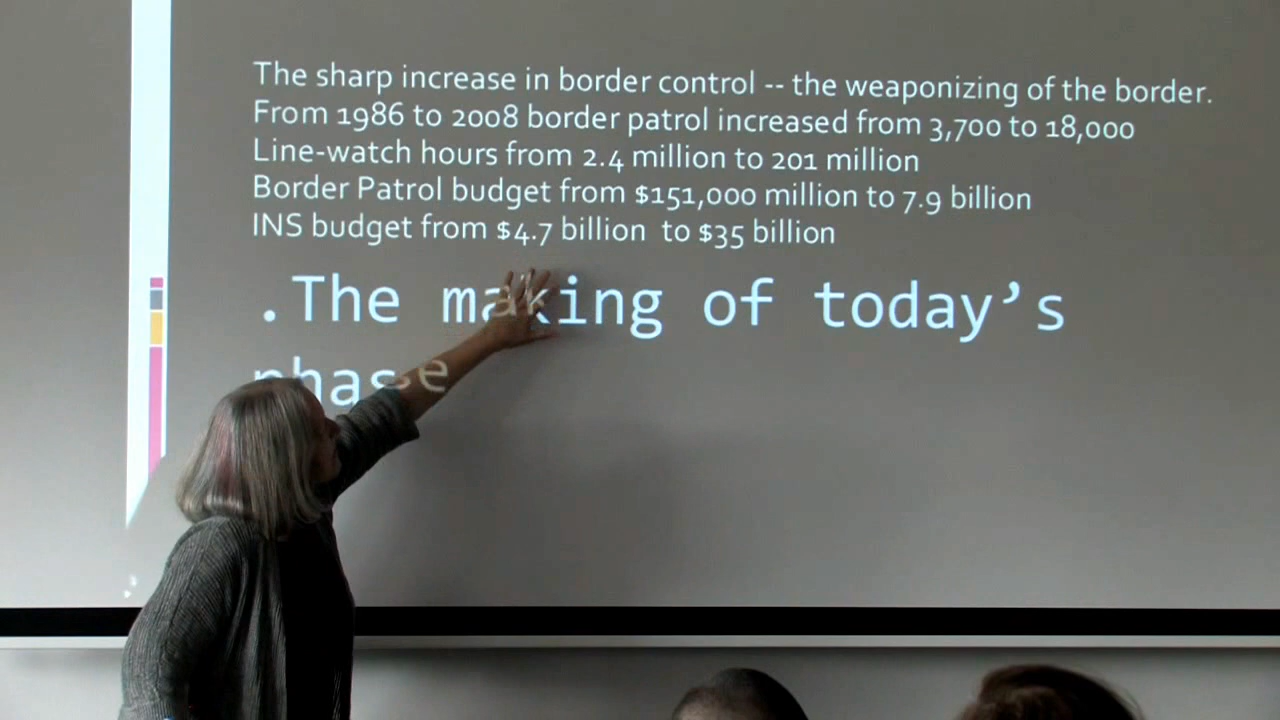 The sharp increase in border control -- the weaponizing of the border.
From 1986 to 2008 border patrol increased from 3,700 to 18,000
Line-watch hours from 2.4 million to 201 million
Border Patrol budget from $151,000 million to 7.9 billion
INS budget from $4.7 billion to $35 billion
.The making of today’s
phase